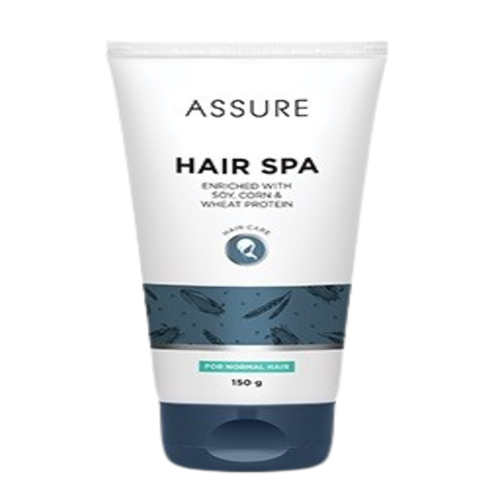 ASSURE
HAIR SPA
ENRICHED WITH
SOY, CORN &
WHEAT PROTEIN
HAIR CARE
FOR NORMAL HAIR
150 g